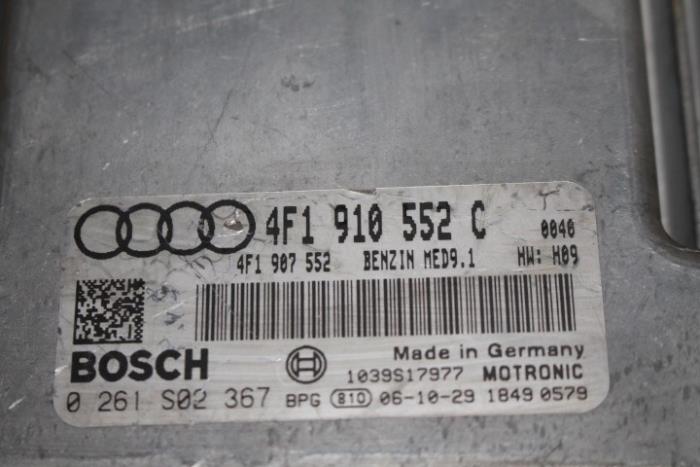 4F1 910 552 C 0040
4F1 907 552 BENZIN MED9.1 HW: H09
BOSCH Made in Germany
1039S17977 MOTRONIC
0 261 S02 367 BPG 810 06-10-29 1849 0579